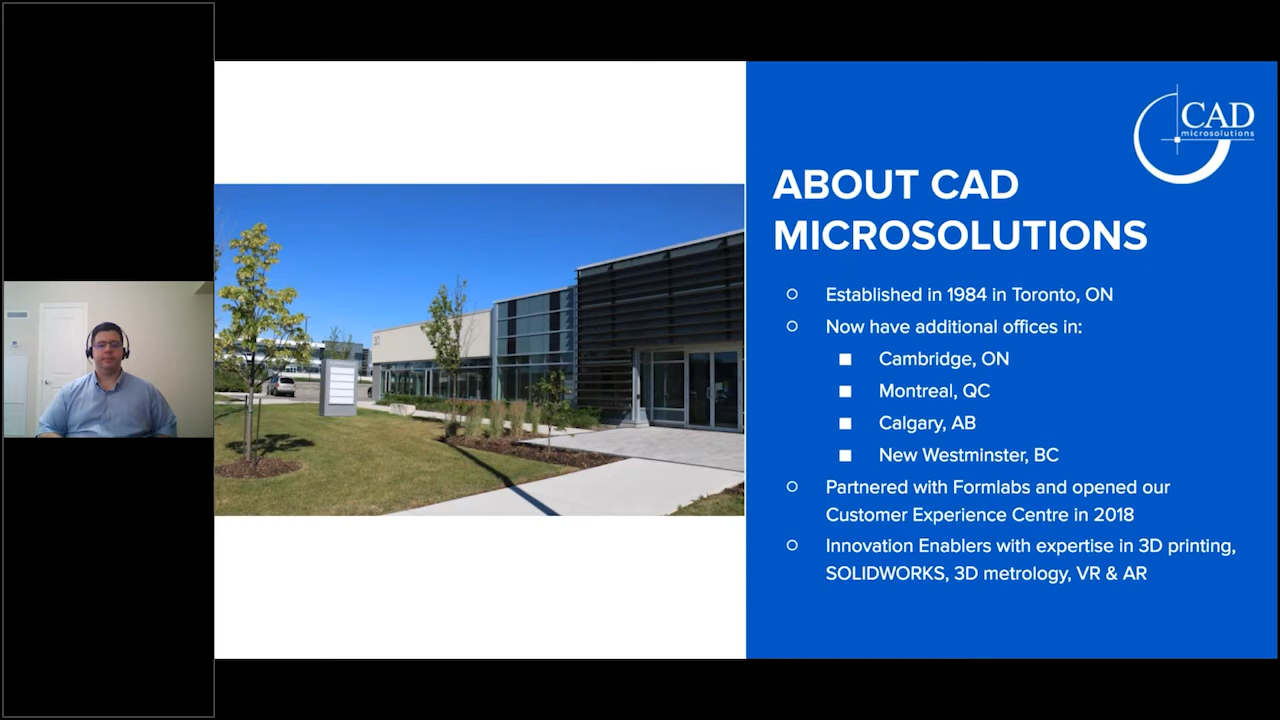 CAD
microsolutions
ABOUT CAD
MICROSOLUTIONS
Established in 1984 in Toronto, ON
Now have additional offices in:
Cambridge, ON
Montreal, QC
Calgary, AB
New Westminster, BC
Partnered with Formlabs and opened our
Customer Experience Centre in 2018
Innovation Enablers with expertise in 3D printing,
SOLIDWORKS, 3D metrology, VR & AR